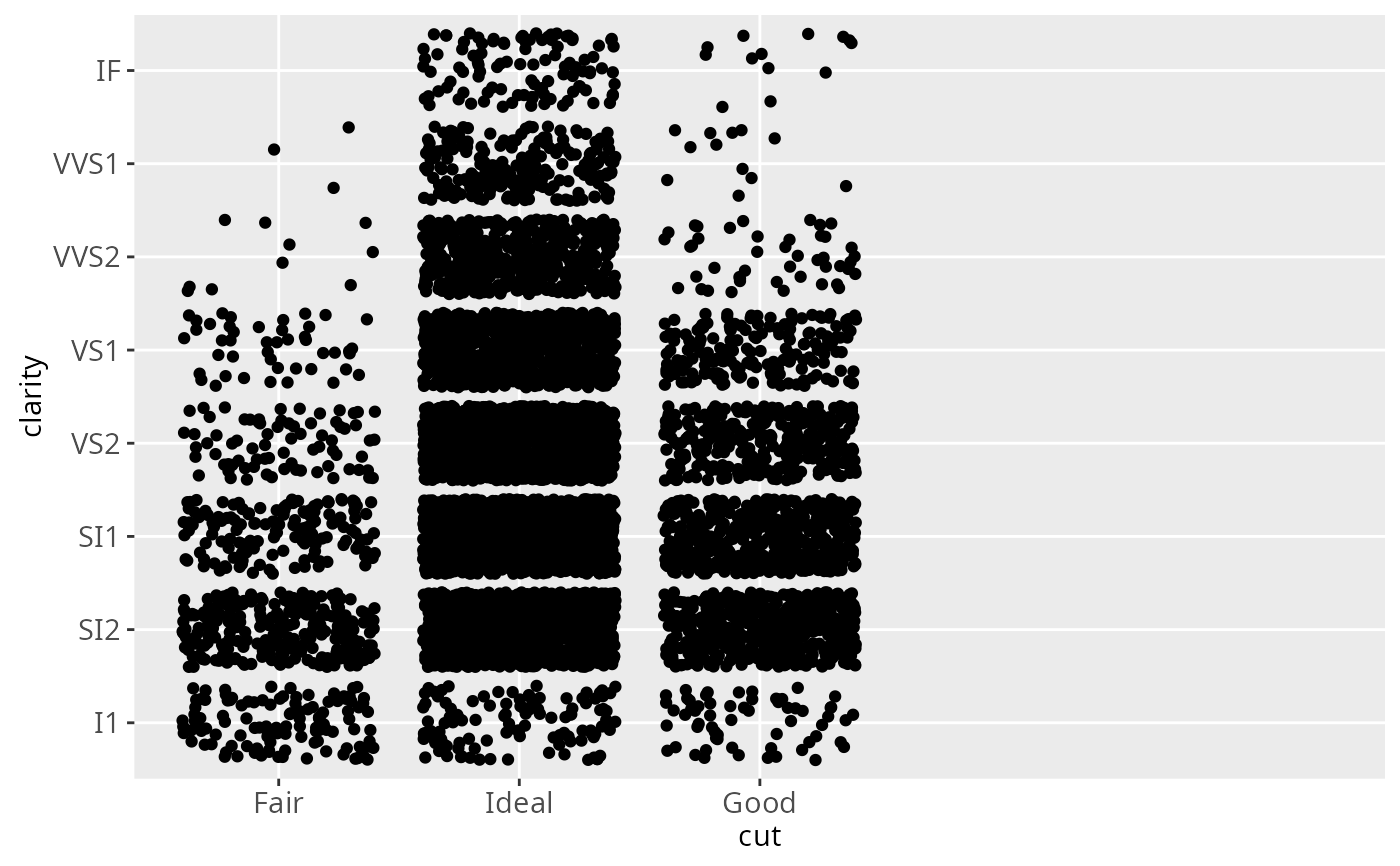 IF
VVS1
VVS2
VS1
VS2
SI1
SI2
I1
clarity
Fair Ideal Good
cut